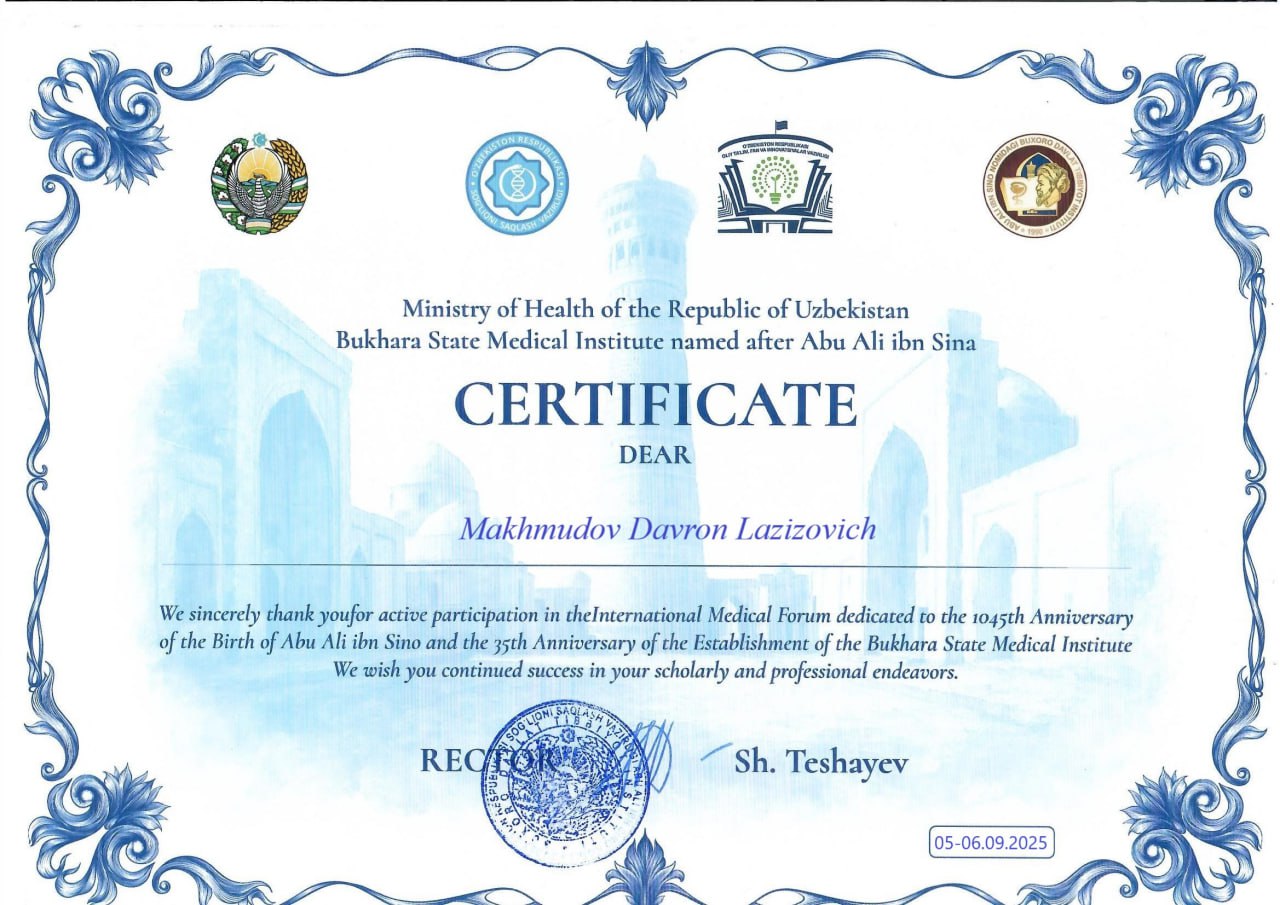 O'ZBEKISTON RESPUBLIKASI
SOG'LIQNI SAQLASH VAZIRLIGI
O'ZBEKISTON RESPUBLIKASI
OLIY TA'LIM, FAN VA INNOVATSIYALAR VAZIRLIGI
ABU ALI IBN SINO NOMIDAGI BUXORO DAVLAT TIBBIYOT INSTITUTI
1990
Ministry of Health of the Republic of Uzbekistan
Bukhara State Medical Institute named after Abu Ali ibn Sina
CERTIFICATE
DEAR
Makhmudov Davron Lazizovich
We sincerely thank youfor active participation in theInternational Medical Forum dedicated to the 1045th Anniversary
of the Birth of Abu Ali ibn Sino and the 35th Anniversary of the Establishment of the Bukhara State Medical Institute
We wish you continued success in your scholarly and professional endeavors.
RECTOR
Sh. Teshayev
SOG'LIQNI SAQLASH VAZIRLIGI
05-06.09.2025